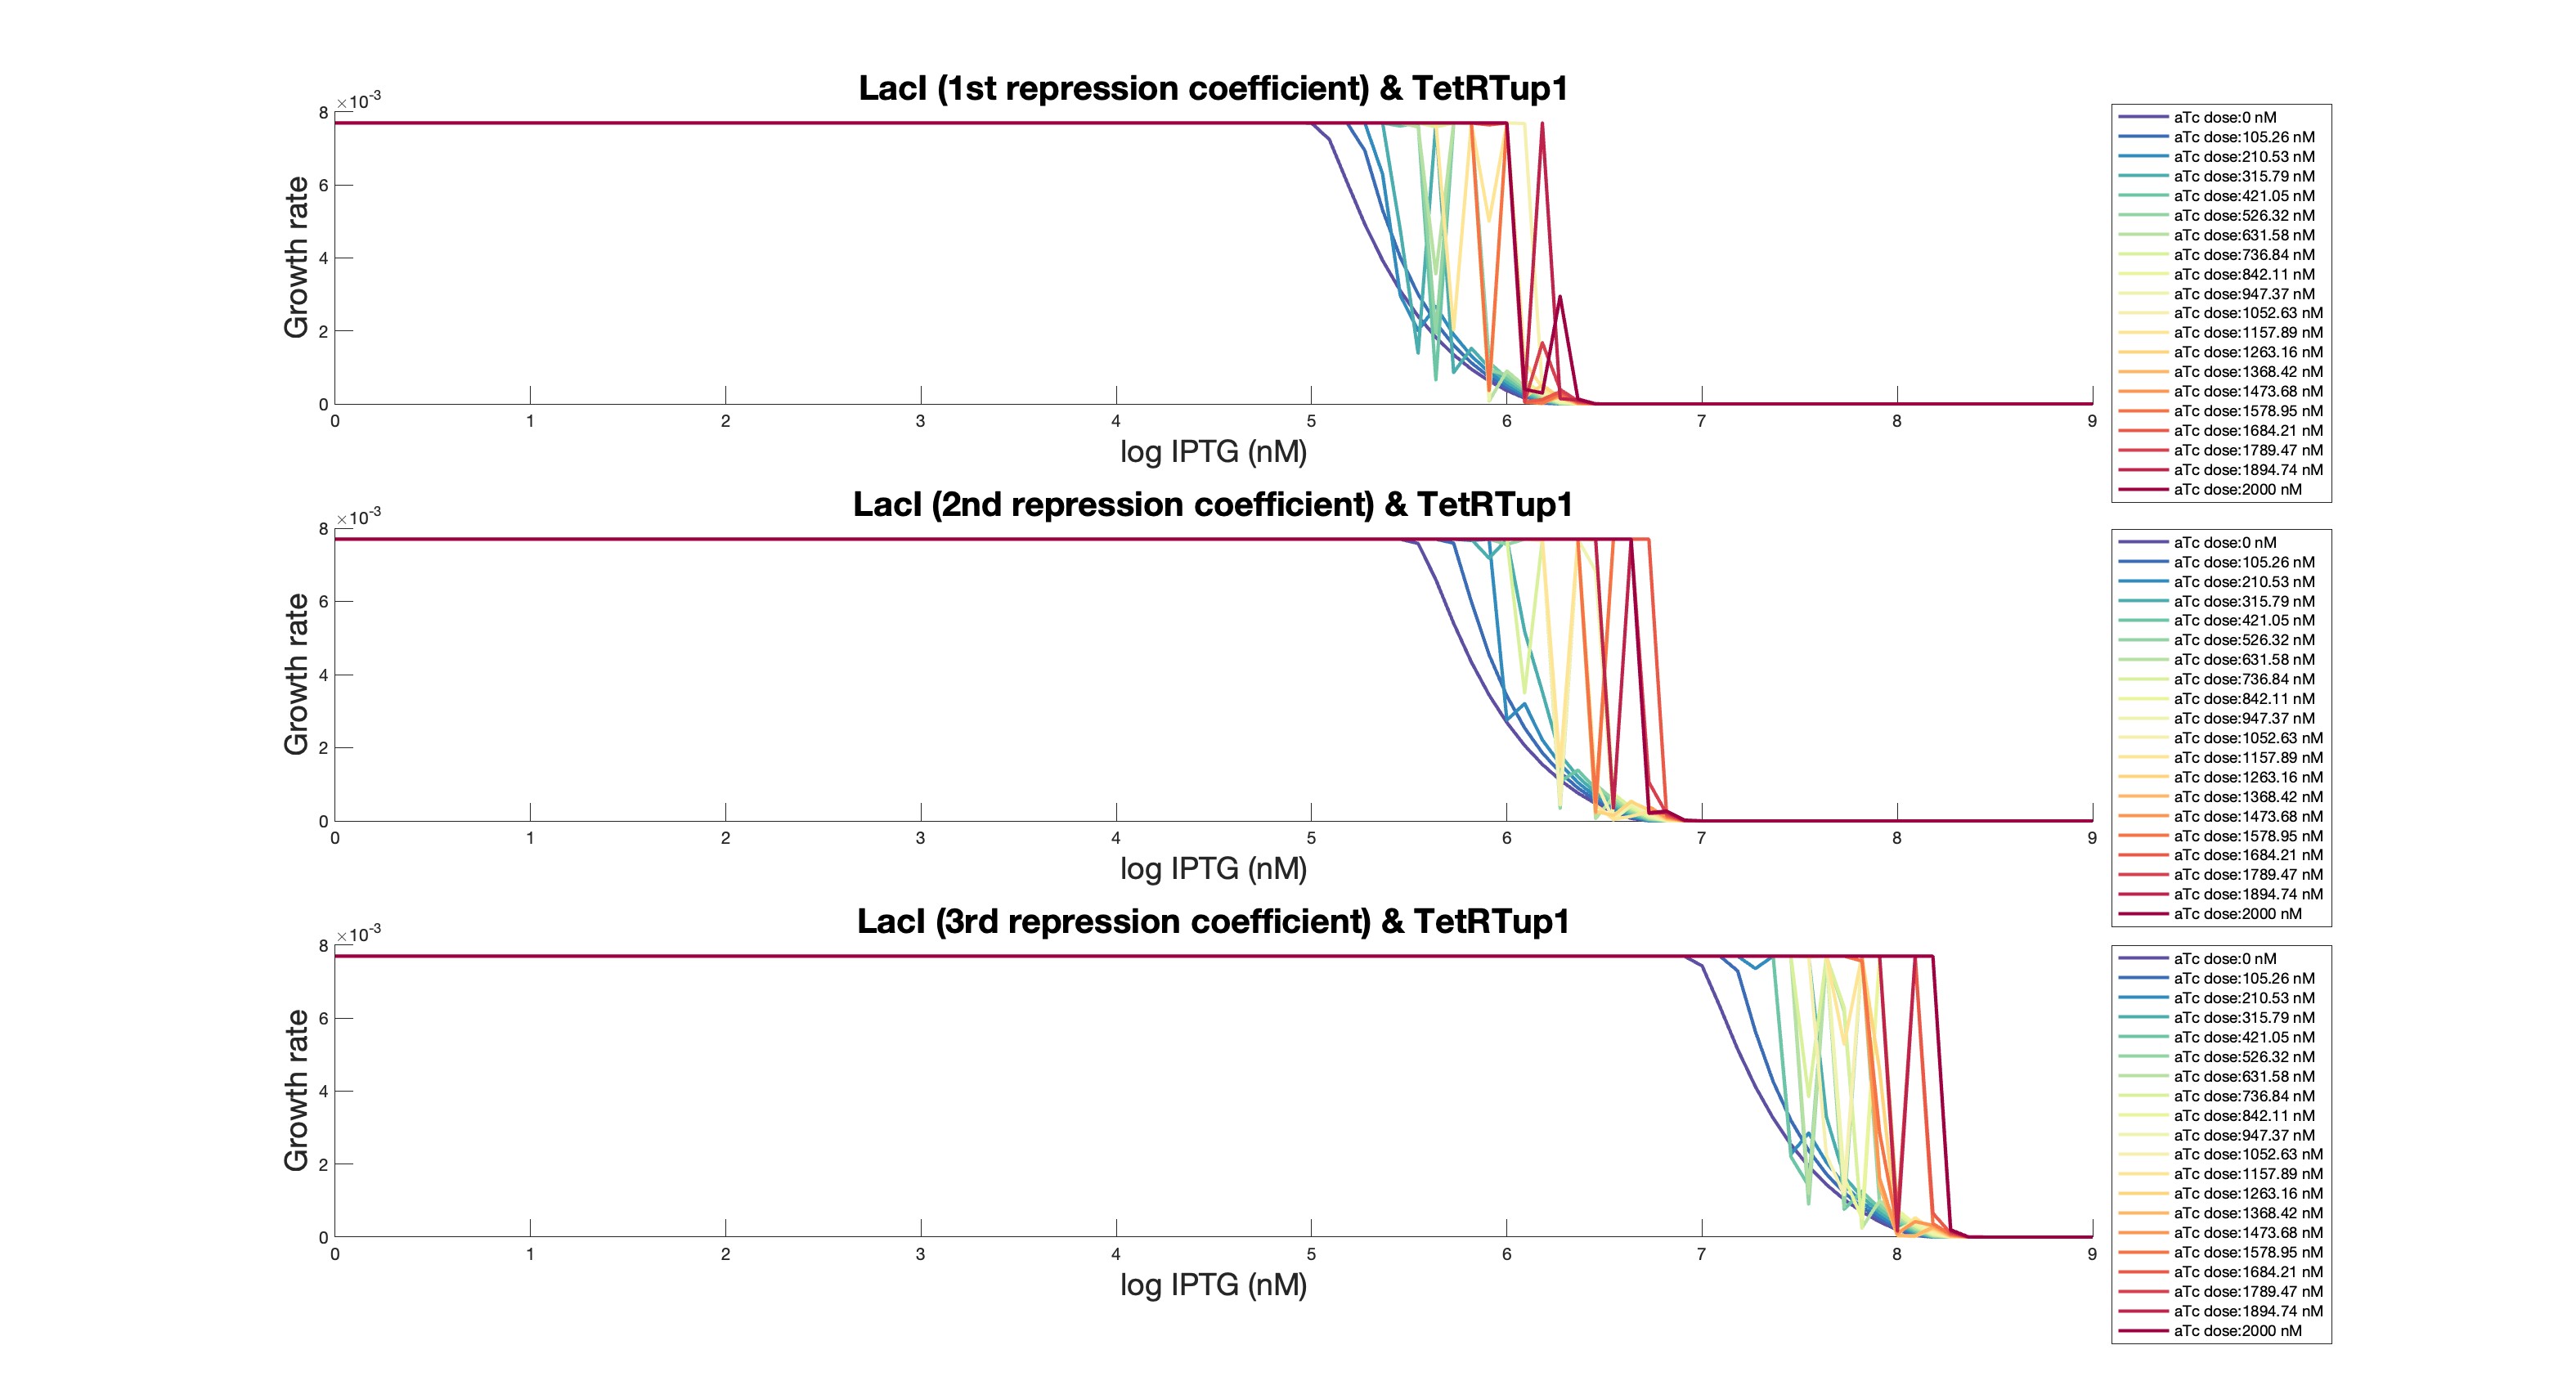 LacI (1st repression coefficient) & TetRTup1
×10-3
8
6
4
2
0
Growth rate
0 1 2 3 4 5 6 7 8 9
log IPTG (nM)
aTc dose:0 nM
aTc dose:105.26 nM
aTc dose:210.53 nM
aTc dose:315.79 nM
aTc dose:421.05 nM
aTc dose:526.32 nM
aTc dose:631.58 nM
aTc dose:736.84 nM
aTc dose:842.11 nM
aTc dose:947.37 nM
aTc dose:1052.63 nM
aTc dose:1157.89 nM
aTc dose:1263.16 nM
aTc dose:1368.42 nM
aTc dose:1473.68 nM
aTc dose:1578.95 nM
aTc dose:1684.21 nM
aTc dose:1789.47 nM
aTc dose:1894.74 nM
aTc dose:2000 nM
LacI (2nd repression coefficient) & TetRTup1
×10-3
8
6
4
2
0
Growth rate
0 1 2 3 4 5 6 7 8 9
log IPTG (nM)
aTc dose:0 nM
aTc dose:105.26 nM
aTc dose:210.53 nM
aTc dose:315.79 nM
aTc dose:421.05 nM
aTc dose:526.32 nM
aTc dose:631.58 nM
aTc dose:736.84 nM
aTc dose:842.11 nM
aTc dose:947.37 nM
aTc dose:1052.63 nM
aTc dose:1157.89 nM
aTc dose:1263.16 nM
aTc dose:1368.42 nM
aTc dose:1473.68 nM
aTc dose:1578.95 nM
aTc dose:1684.21 nM
aTc dose:1789.47 nM
aTc dose:1894.74 nM
aTc dose:2000 nM
LacI (3rd repression coefficient) & TetRTup1
×10-3
8
6
4
2
0
Growth rate
0 1 2 3 4 5 6 7 8 9
log IPTG (nM)
aTc dose:0 nM
aTc dose:105.26 nM
aTc dose:210.53 nM
aTc dose:315.79 nM
aTc dose:421.05 nM
aTc dose:526.32 nM
aTc dose:631.58 nM
aTc dose:736.84 nM
aTc dose:842.11 nM
aTc dose:947.37 nM
aTc dose:1052.63 nM
aTc dose:1157.89 nM
aTc dose:1263.16 nM
aTc dose:1368.42 nM
aTc dose:1473.68 nM
aTc dose:1578.95 nM
aTc dose:1684.21 nM
aTc dose:1789.47 nM
aTc dose:1894.74 nM
aTc dose:2000 nM